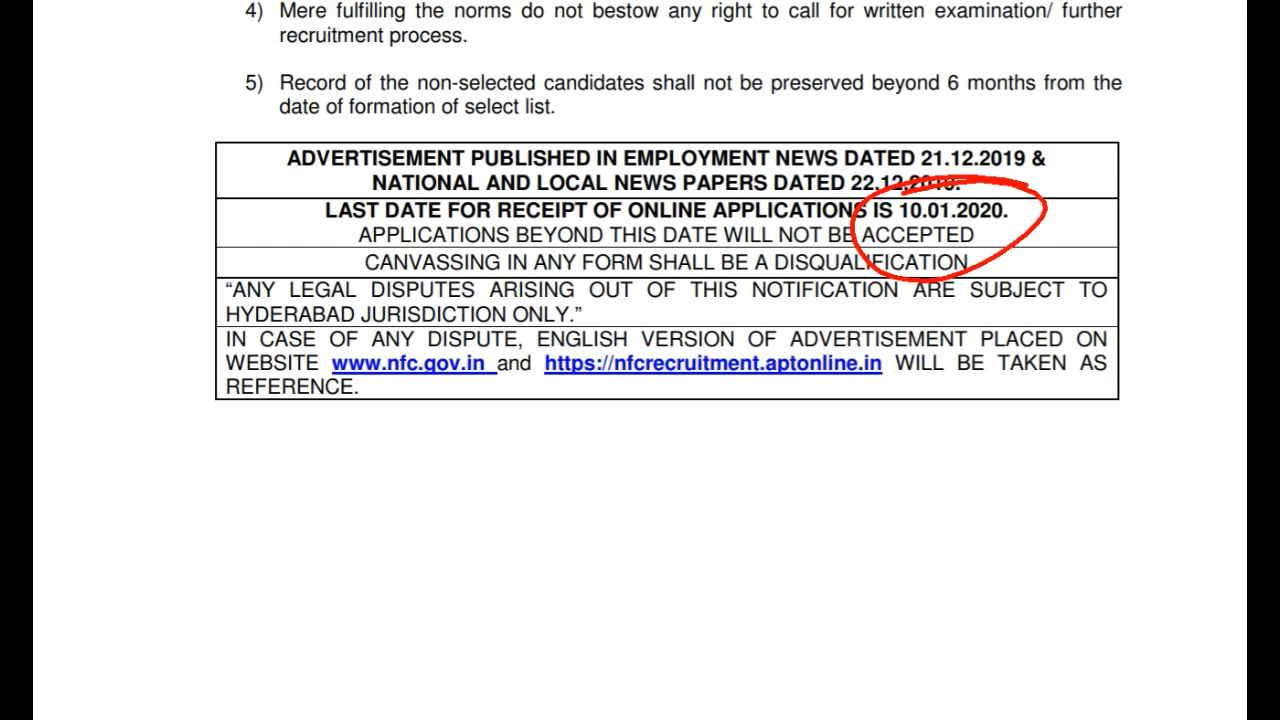 4) Mere fulfilling the norms do not bestow any right to call for written examination/ further
recruitment process.
5) Record of the non-selected candidates shall not be preserved beyond 6 months from the
date of formation of select list.
ADVERTISEMENT PUBLISHED IN EMPLOYMENT NEWS DATED 21.12.2019 &
NATIONAL AND LOCAL NEWS PAPERS DATED 22.12.2019.
LAST DATE FOR RECEIPT OF ONLINE APPLICATIONS IS 10.01.2020.
APPLICATIONS BEYOND THIS DATE WILL NOT BE ACCEPTED
CANVASSING IN ANY FORM SHALL BE A DISQUALIFICATION
“ANY LEGAL DISPUTES ARISING OUT OF THIS NOTIFICATION ARE SUBJECT TO
HYDERABAD JURISDICTION ONLY.”
IN CASE OF ANY DISPUTE, ENGLISH VERSION OF ADVERTISEMENT PLACED ON
WEBSITE www.nfc.gov.in and https://nfcrecruitment.aptonline.in WILL BE TAKEN AS
REFERENCE.